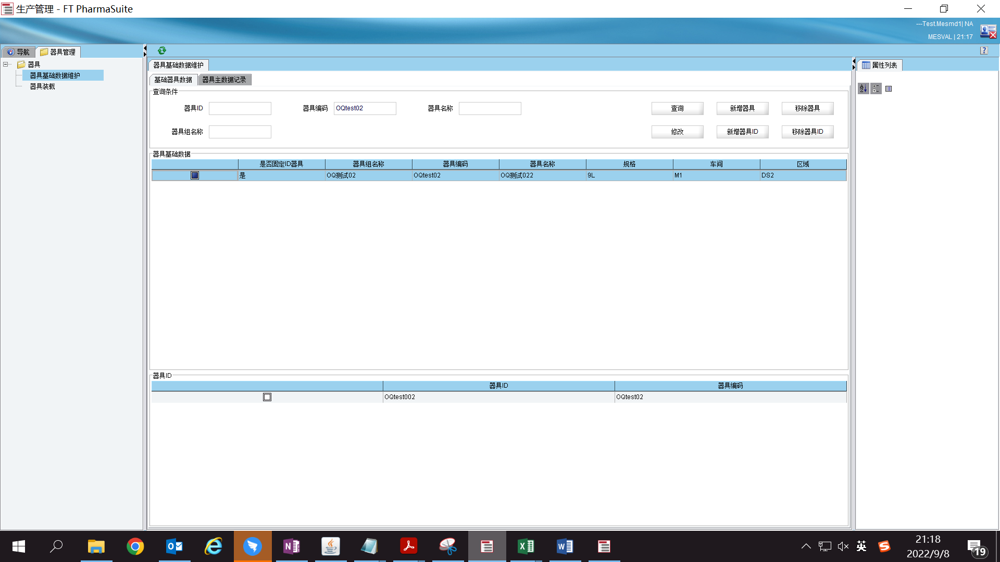 生产管理 - FT PharmaSuite
---Test.Mesmd1| NA
MESVAL | 21:17
导航
器具管理
器具
器具基础数据维护
器具装载
器具基础数据维护
基础器具数据
器具主数据记录
查询条件
器具ID
器具编码
OQtest02
器具名称
查询
新增器具
移除器具
器具组名称
修改
新增器具ID
移除器具ID
器具基础数据
是否固定ID器具 器具组名称 器具编码 器具名称 规格 车间 区域
是 OQ测试02 OQtest02 OQ测试022 9L M1 DS2
器具ID
器具ID 器具编码
OQtest002 OQtest02
属性列表
英
21:18
2022/9/8
19